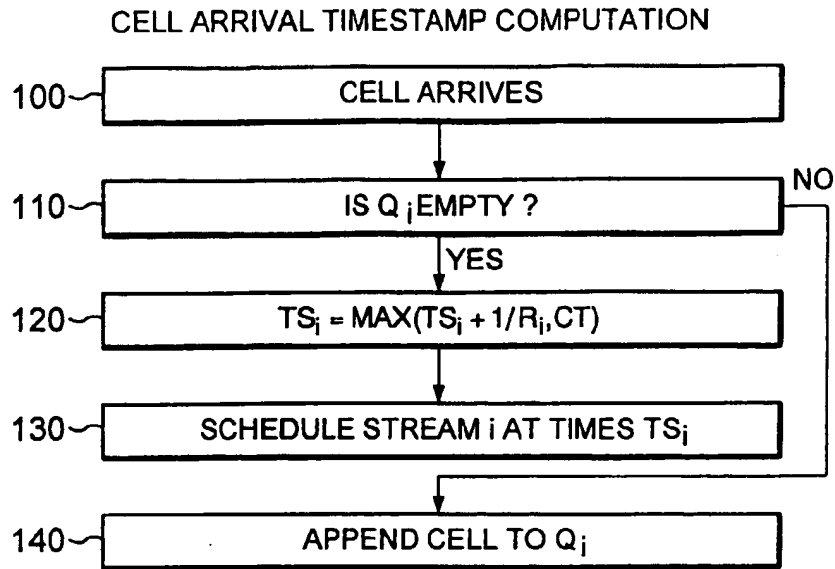 CELL ARRIVAL TIMESTAMP COMPUTATION
100 CELL ARRIVES
NO
110 IS Q i EMPTY ?
YES
120 TSi = MAX(TSi + 1/Ri,CT)
130 SCHEDULE STREAM i AT TIMES TSi
140 APPEND CELL TO Qi